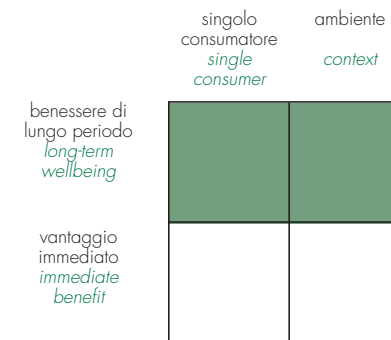 singolo
consumatore
single
consumer
ambiente
context
benessere di
lungo periodo
long-term
wellbeing
vantaggio
immediato
immediate
benefit